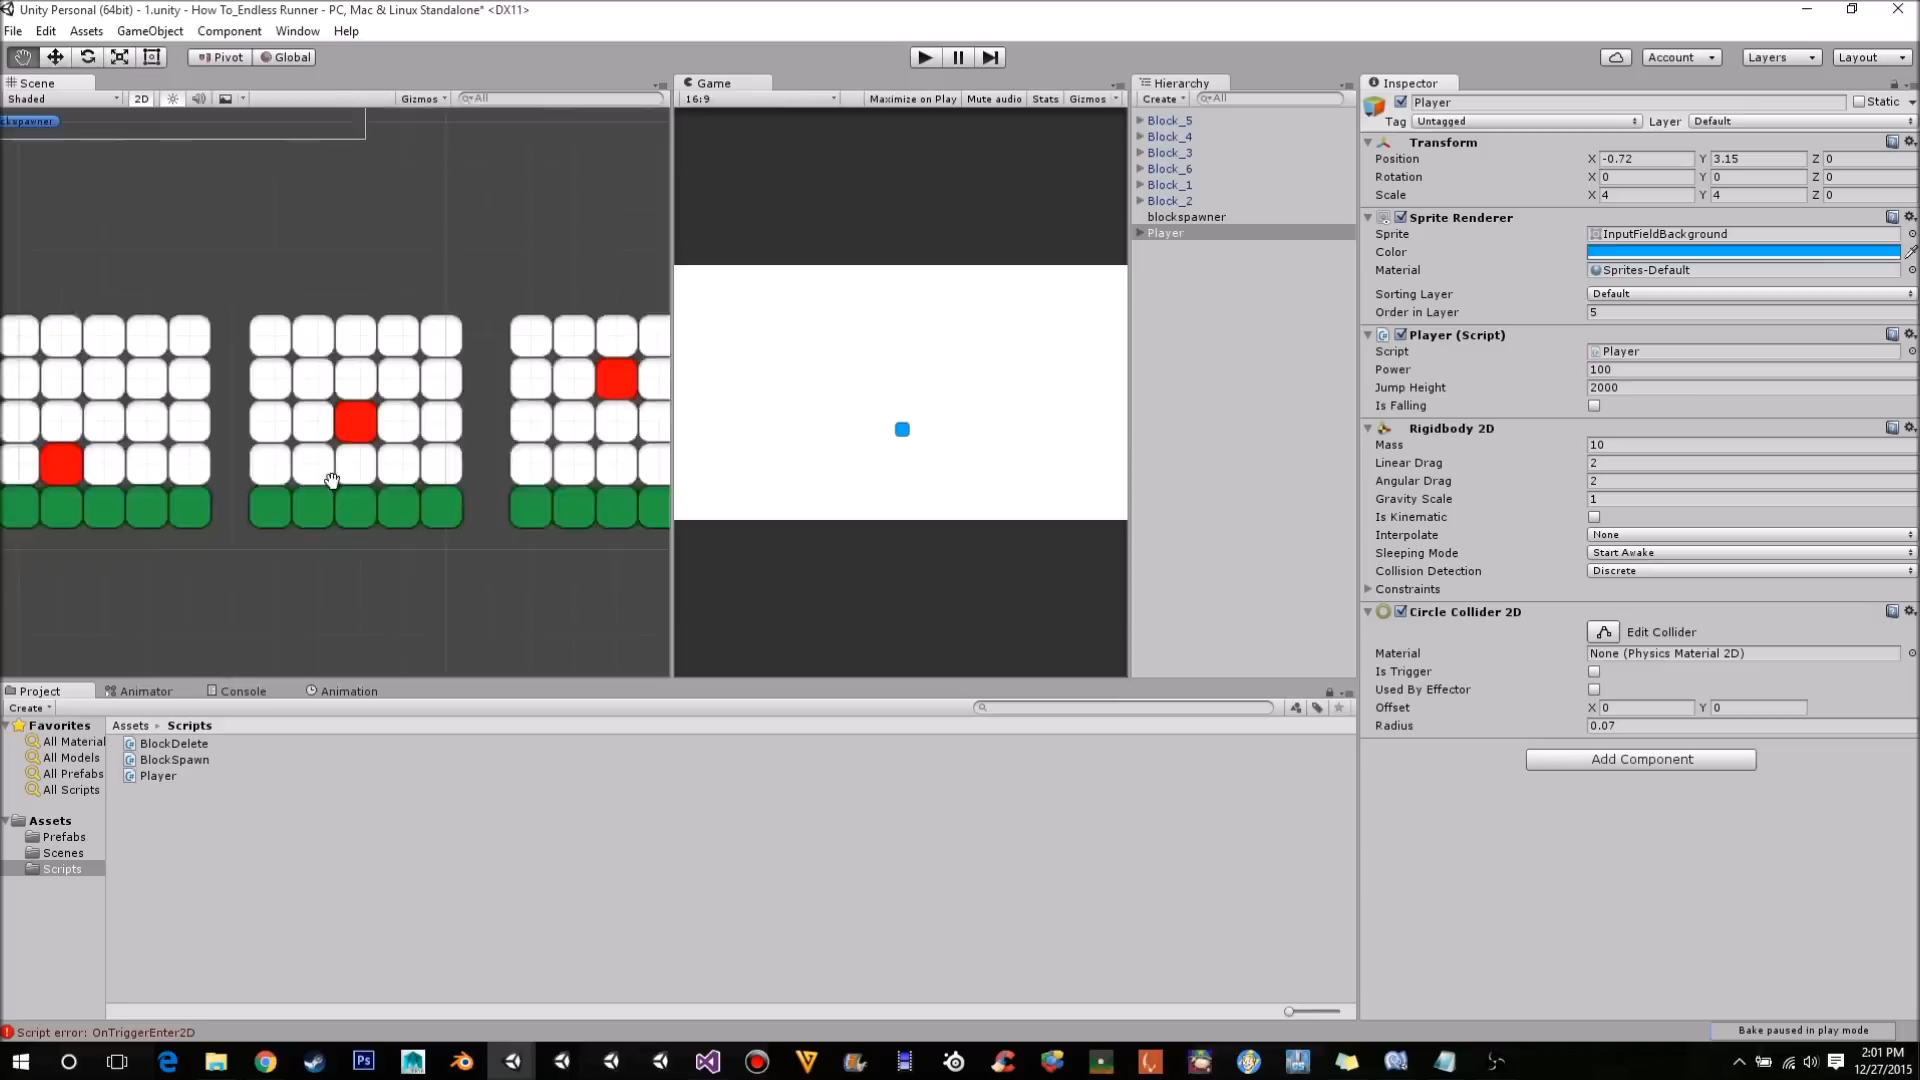 Unity Personal (64bit) - 1.unity - How To_Endless Runner - PC, Mac & Linux Standalone* <DX11>
File Edit Assets GameObject Component Window Help
Pivot Global Account Layers Layout
Scene
Shaded 2D Gizmos All
ckspawner
Game
16:9 Maximize on Play Mute audio Stats Gizmos
Hierarchy
Create All
Block_5
Block_4
Block_3
Block_6
Block_1
Block_2
blockspawner
Player
Inspector
Player Static
Tag Untagged Layer Default
Transform
Position X -0.72 Y 3.15 Z 0
Rotation X 0 Y 0 Z 0
Scale X 4 Y 4 Z 0
Sprite Renderer
Sprite InputFieldBackground
Color
Material Sprites-Default
Sorting Layer Default
Order in Layer 5
Player (Script)
Script Player
Power 100
Jump Height 2000
Is Falling
Rigidbody 2D
Mass 10
Linear Drag 2
Angular Drag 2
Gravity Scale 1
Is Kinematic
Interpolate None
Sleeping Mode Start Awake
Collision Detection Discrete
Constraints
Circle Collider 2D
Edit Collider
Material None (Physics Material 2D)
Is Trigger
Used By Effector
Offset X 0 Y 0
Radius 0.07
Add Component
Project Animator Console Animation
Create
Favorites
All Material
All Models
All Prefabs
All Scripts
Assets
Prefabs
Scenes
Scripts
Assets Scripts
BlockDelete
BlockSpawn
Player
Script error: OnTriggerEnter2D
Bake paused in play mode
Ps
2:01 PM
12/27/2015